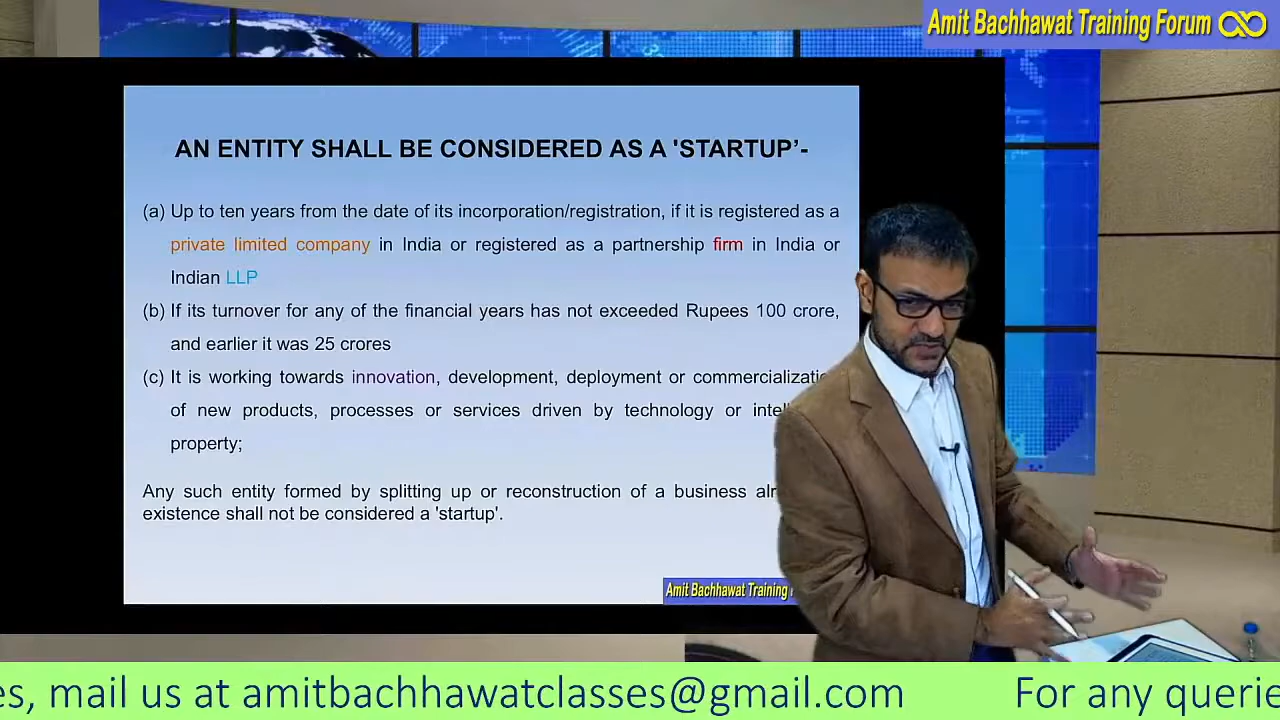 Amit Bachhawat Training Forum
AN ENTITY SHALL BE CONSIDERED AS A 'STARTUP’-
(a) Up to ten years from the date of its incorporation/registration, if it is registered as a
private limited company in India or registered as a partnership firm in India or
Indian LLP
(b) If its turnover for any of the financial years has not exceeded Rupees 100 crore,
and earlier it was 25 crores
(c) It is working towards innovation, development, deployment or
of new products, processes or services driven by technology or
property;
Any such entity formed by splitting up or reconstruction of a business
existence shall not be considered a 'startup'.
Amit Bachhawat Training
mail us at amitbachhawatclasses@gmail.com For any